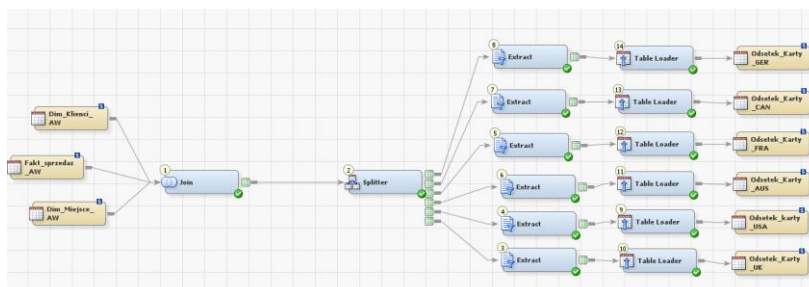 Dim_Klienci_
AW
Fakt_sprzedaz
_AW
Dim_Miejsce_
AW
1
Join
2
Splitter
8
Extract
14
Table Loader
Odsetek_Karty
_GER
7
Extract
13
Table Loader
Odsetek_Karty
_CAN
5
Extract
12
Table Loader
Odsetek_Karty
_FRA
6
Extract
11
Table Loader
Odsetek_Karty
_AUS
4
Extract
9
Table Loader
Odsetek_karty
_USA
3
Extract
10
Table Loader
Odsetek_Karty
_UK